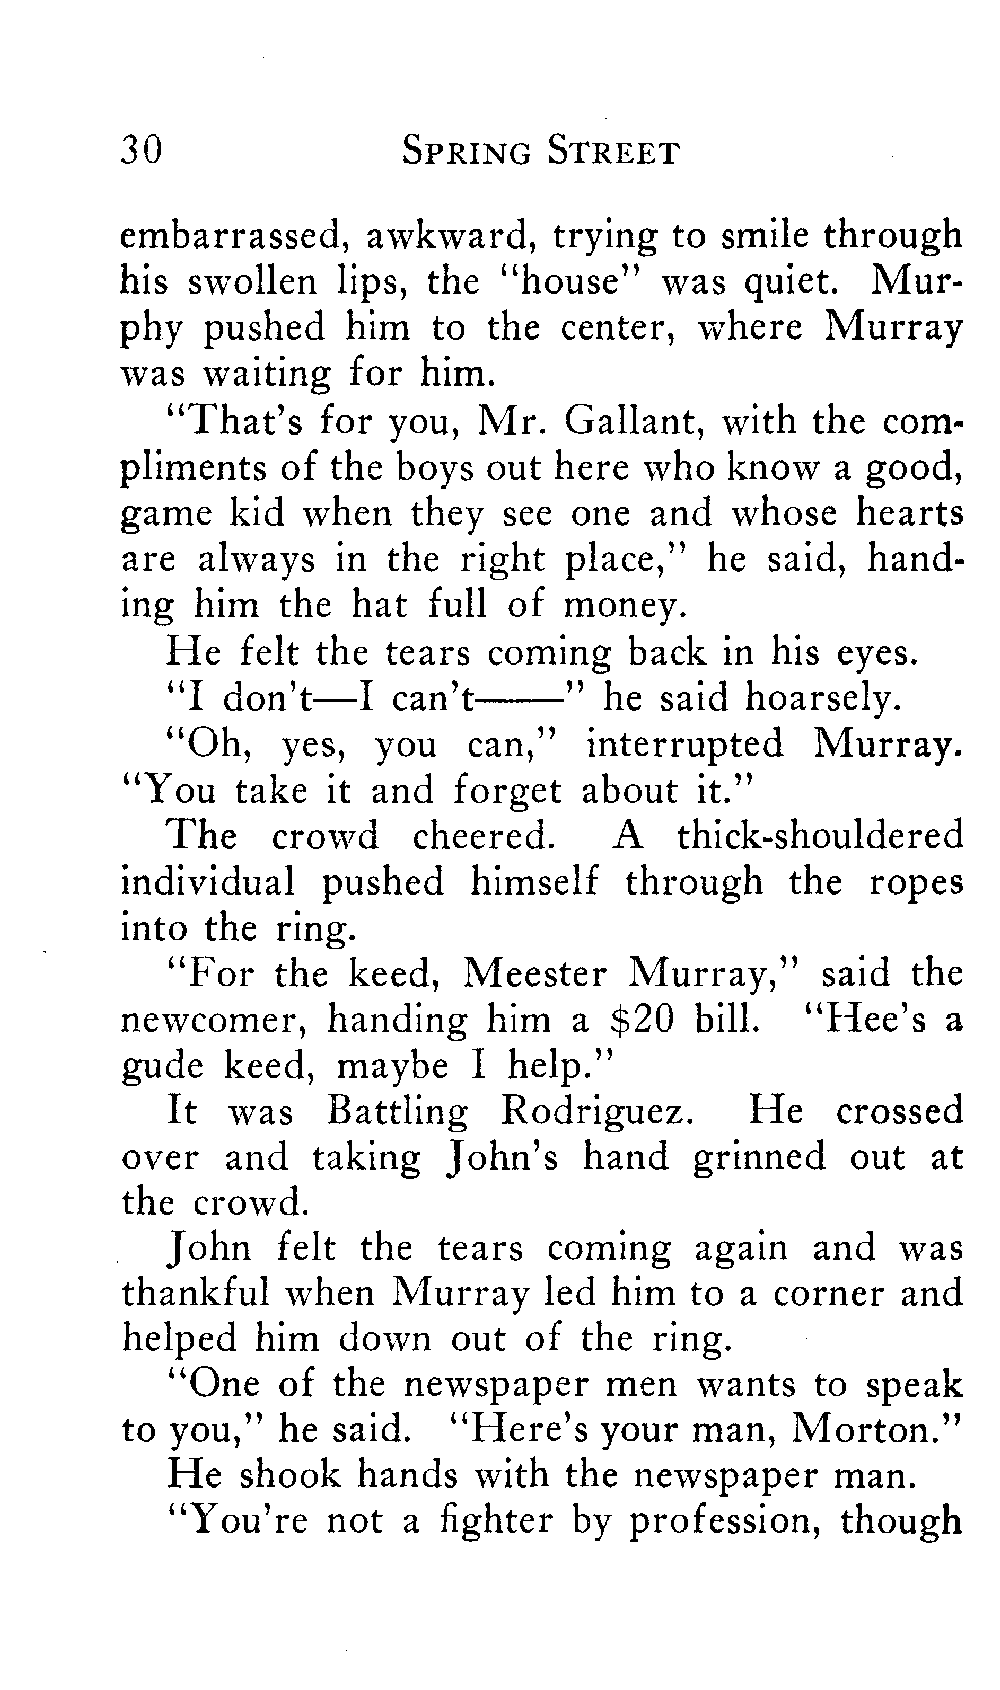 30 SPRING STREET
embarrassed, awkward, trying to smile through
his swollen lips, the "house" was quiet. Mur-
phy pushed him to the center, where Murray
was waiting for him.
"That's for you, Mr. Gallant, with the com-
pliments of the boys out here who know a good,
game kid when they see one and whose hearts
are always in the right place," he said, hand-
ing him the hat full of money.
He felt the tears coming back in his eyes.
"I don't—I can't——" he said hoarsely.
"Oh, yes, you can," interrupted Murray.
"You take it and forget about it."
The crowd cheered. A thick-shouldered
individual pushed himself through the ropes
into the ring.
"For the keed, Meester Murray," said the
newcomer, handing him a $20 bill. "Hee's a
gude keed, maybe I help."
It was Battling Rodriguez. He crossed
over and taking John's hand grinned out at
the crowd.
John felt the tears coming again and was
thankful when Murray led him to a corner and
helped him down out of the ring.
"One of the newspaper men wants to speak
to you," he said. "Here's your man, Morton."
He shook hands with the newspaper man.
"You're not a fighter by profession, though